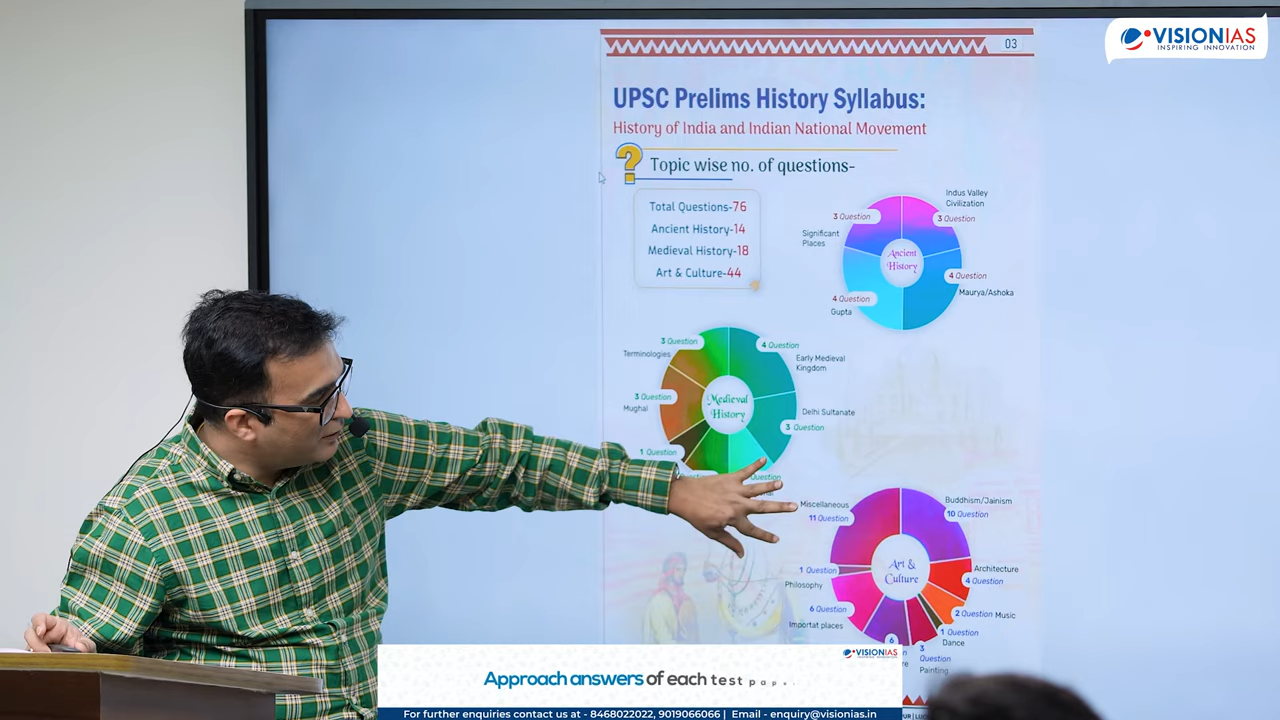 VISIONIAS
INSPIRING INNOVATION
03
UPSC Prelims History Syllabus:
History of India and Indian National Movement
? Topic wise no. of questions-
Total Questions-76
Ancient History-14
Medieval History-18
Art & Culture-44
Indus Valley
Civilization
3 Question
3 Question
Significant
Places
Ancient
History
4 Question
Maurya/Ashoka
4 Question
Gupta
3 Question
Terminologies
4 Question
Early Medieval
Kingdom
3 Question
Mughal
Medieval
History
Delhi Sultanate
3 Question
1 Question
Question
Miscellaneous
11 Question
Buddhism/Jainism
10 Question
Art &
Culture
1 Question
Philosophy
Architecture
4 Question
6 Question
Importat places
2 Question Music
1 Question
Dance
6
3
Question
Painting
VISIONIAS
Approach answers of each test pap
For further enquiries contact us at - 8468022022, 9019066066 | Email - enquiry@visionias.in